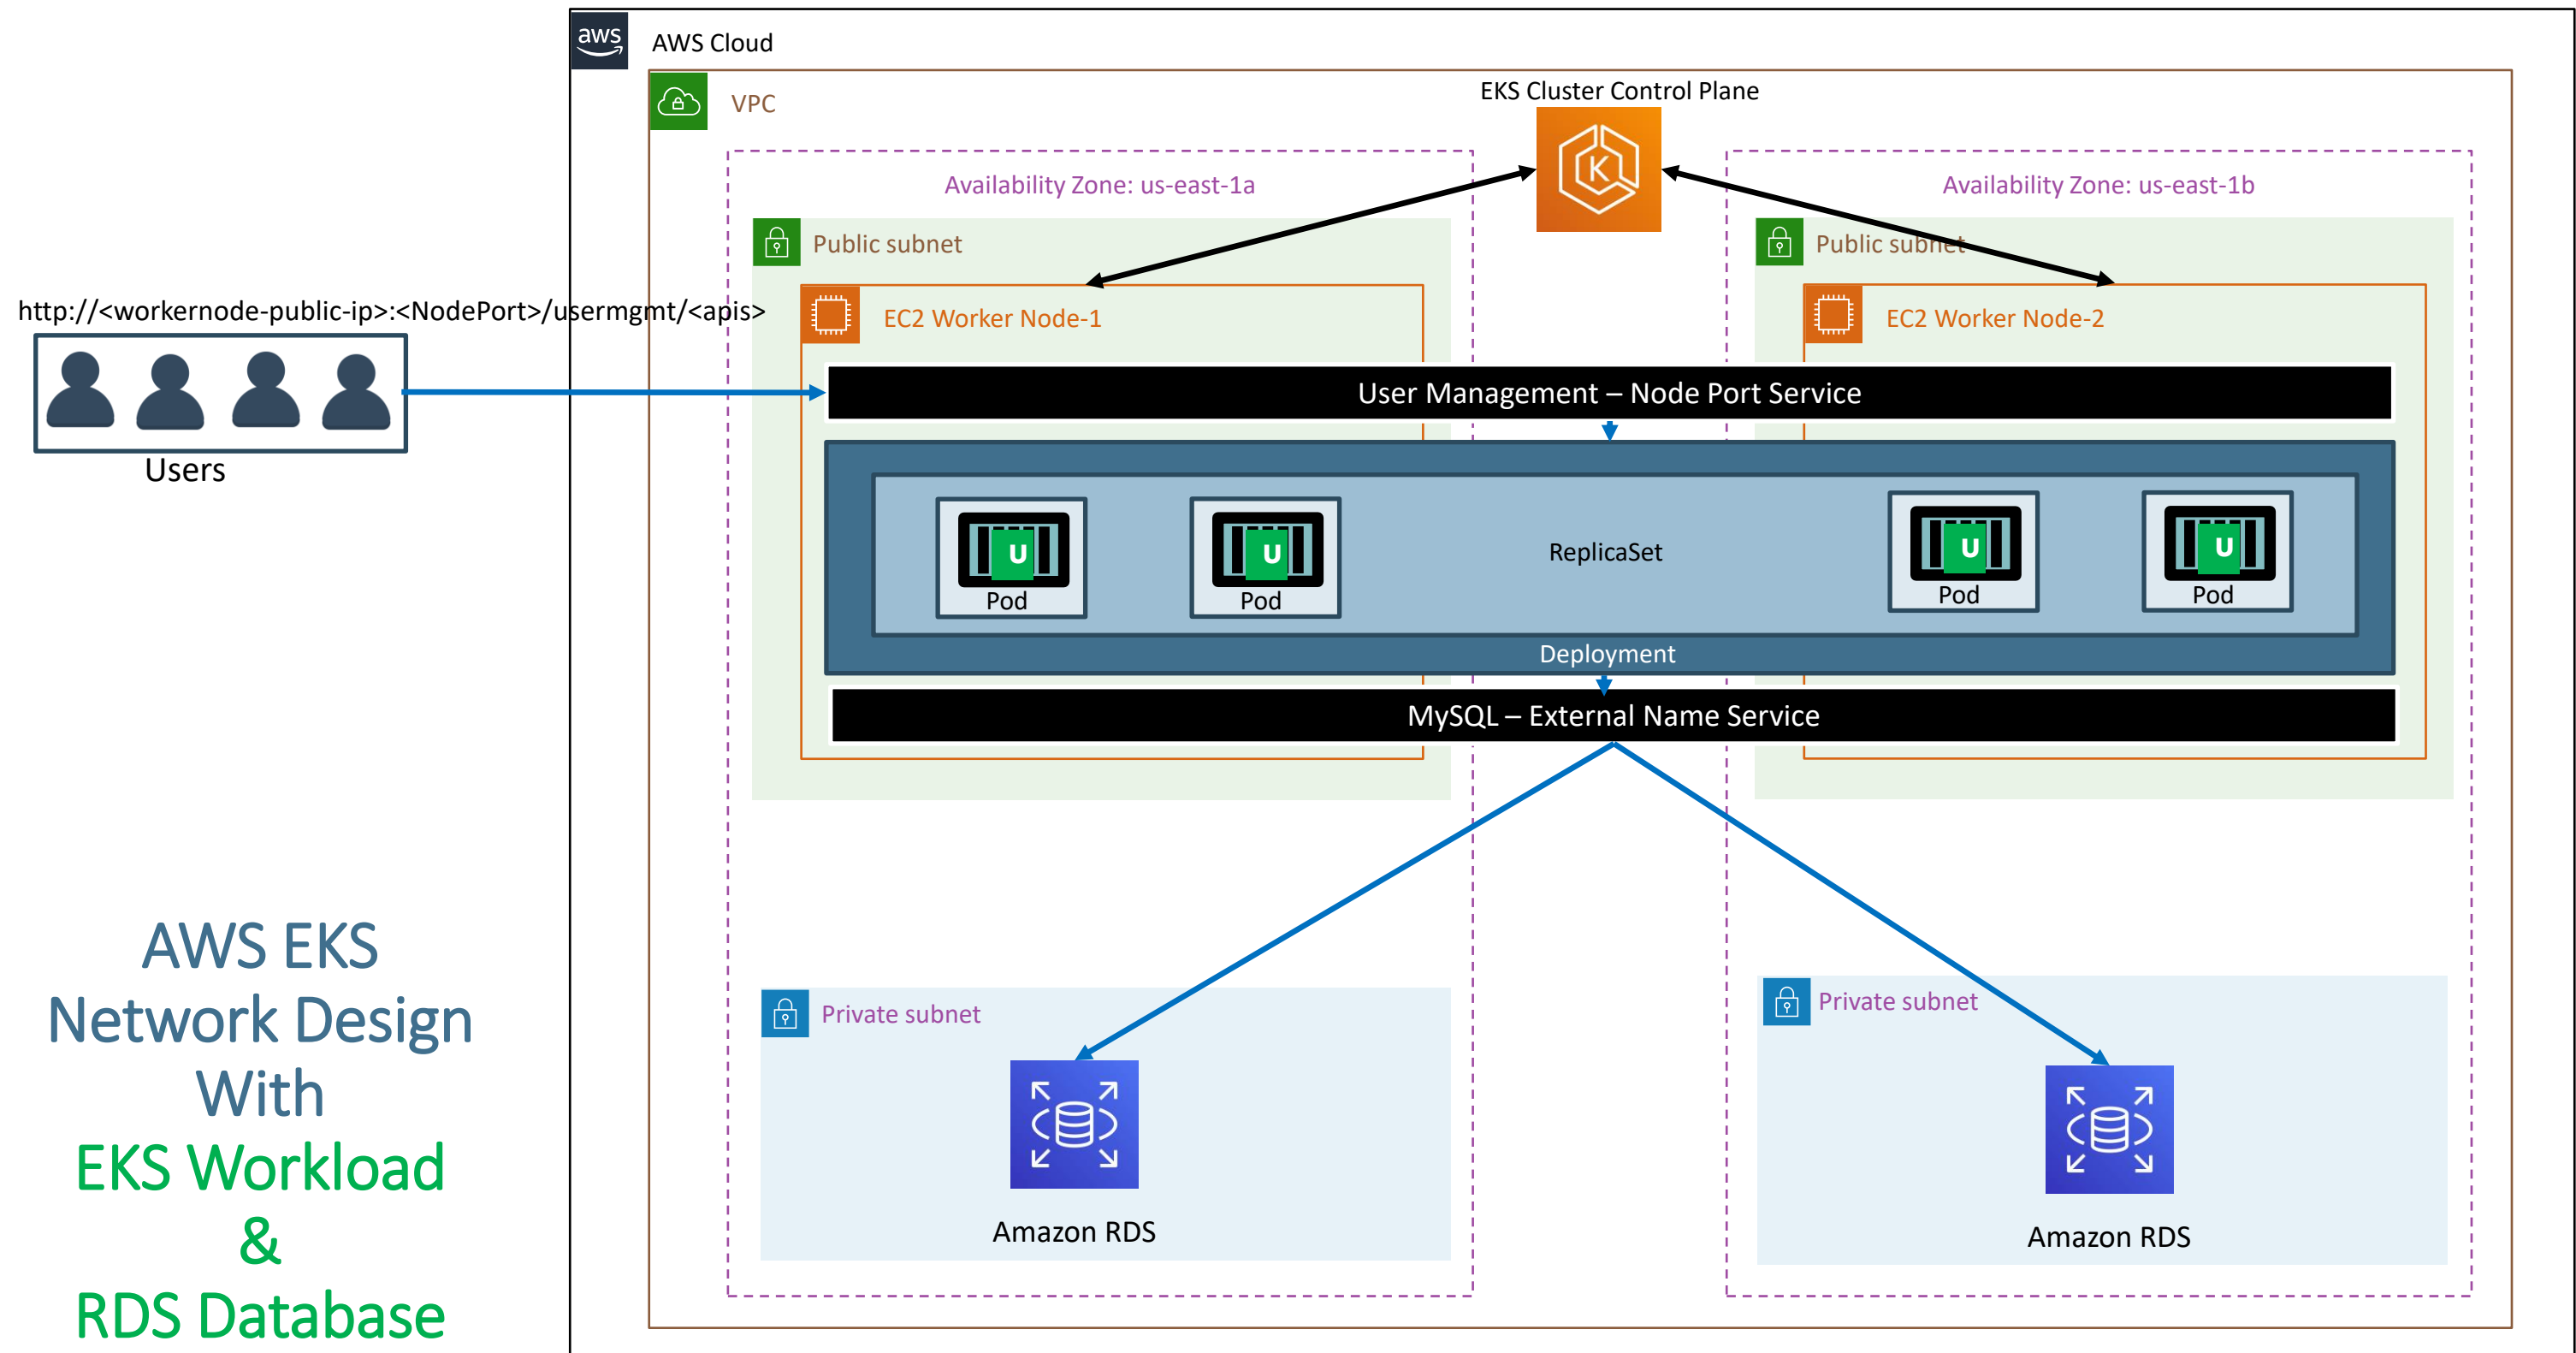 aws
AWS Cloud
VPC
EKS Cluster Control Plane
K
Availability Zone: us-east-1a
Availability Zone: us-east-1b
Public subnet
Public subnet
http://<workernode-public-ip>:<NodePort>/usermgmt/<apis>
EC2 Worker Node-1
EC2 Worker Node-2
Users
User Management – Node Port Service
U
Pod
U
Pod
ReplicaSet
U
Pod
U
Pod
Deployment
MySQL – External Name Service
Private subnet
Private subnet
Amazon RDS
Amazon RDS
AWS EKS
Network Design
With
EKS Workload
&
RDS Database